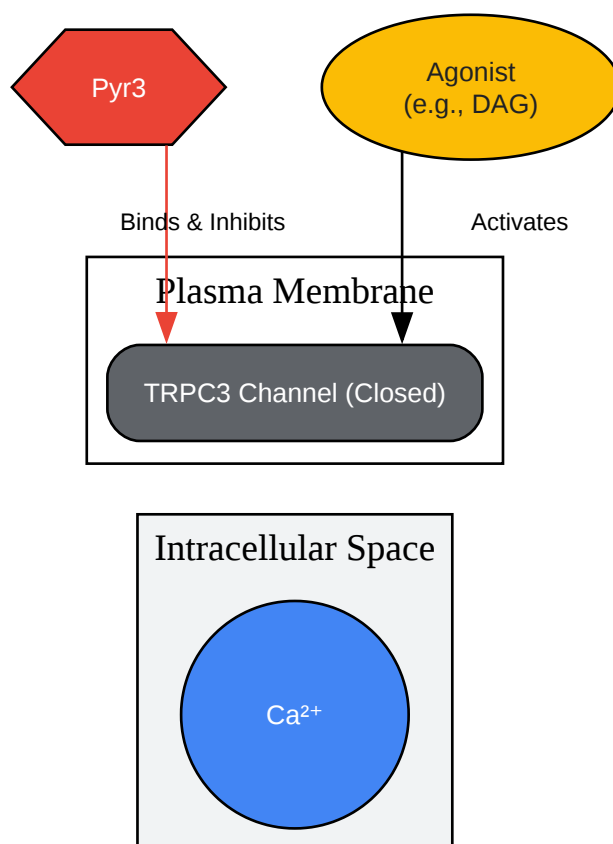 Pyr3
Agonist
(e.g., DAG)
Binds & Inhibits
Activates
Plasma Membrane
TRPC3 Channel (Closed)
Intracellular Space
Ca²⁺